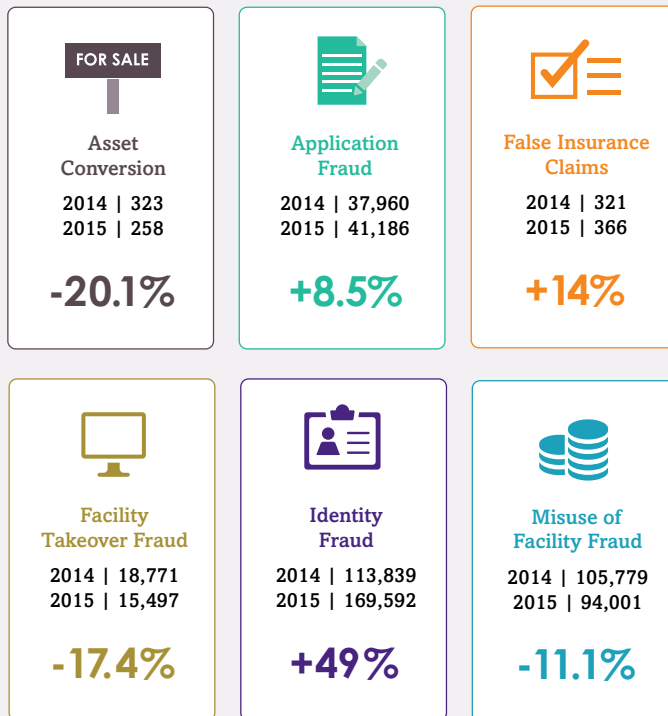 FOR SALE
Asset
Conversion
2014 | 323
2015 | 258
-20.1%
Application
Fraud
2014 | 37,960
2015 | 41,186
+8.5%
False Insurance
Claims
2014 | 321
2015 | 366
+14%
Facility
Takeover Fraud
2014 | 18,771
2015 | 15,497
-17.4%
Identity
Fraud
2014 | 113,839
2015 | 169,592
+49%
Misuse of
Facility Fraud
2014 | 105,779
2015 | 94,001
-11.1%